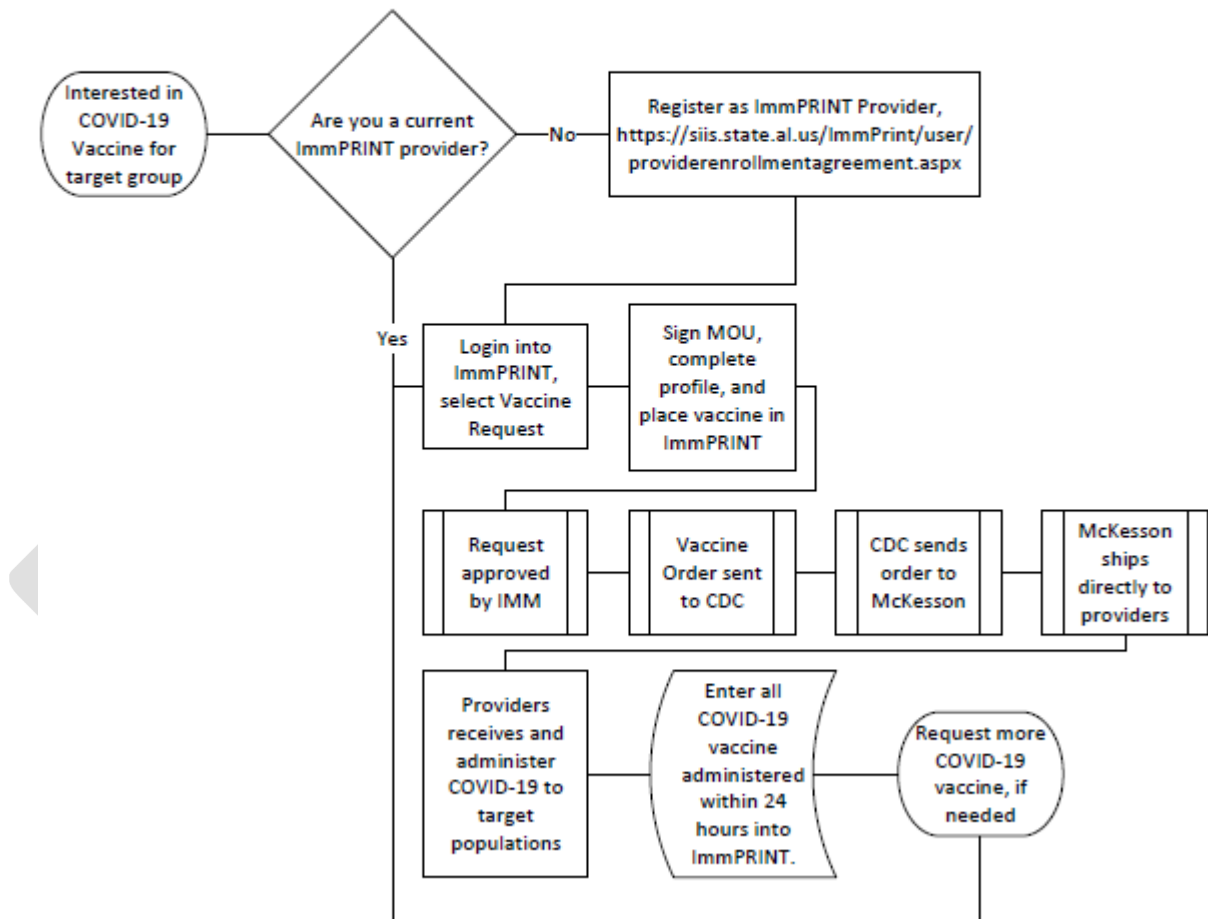 Interested in
COVID-19
Vaccine for
target group
Are you a current
ImmPRINT provider?
No
Register as ImmPRINT Provider,
https://siis.state.al.us/ImmPrint/user/
providerenrollmentagreement.aspx
Yes
Login into
ImmPRINT,
select Vaccine
Request
Sign MOU,
complete
profile, and
place vaccine in
ImmPRINT
Request
approved
by IMM
Vaccine
Order sent
to CDC
CDC sends
order to
McKesson
McKesson
ships
directly to
providers
Providers
receives and
administer
COVID-19 to
target
populations
Enter all
COVID-19
vaccine
administered
within 24
hours into
ImmPRINT.
Request more
COVID-19
vaccine, if
needed